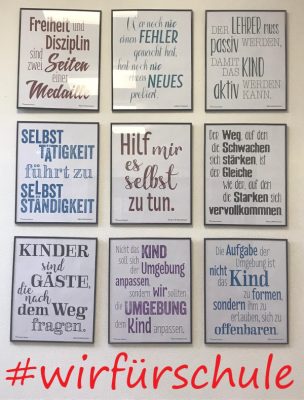 Freiheit und
Disziplin
sind
zwei Seiten
einer
Medaille
Wer noch nie
einen FEHLER
gemacht hat,
hat noch nie
etwas NEUES
probiert.
DER LEHRER MUSS
passiv WERDEN,
DAMIT DAS KIND
aktiv WERDEN
KANN.
SELBST
TÄTIGKEIT
führt zu
SELBST
STÄNDIGKEIT
Hilf mir
es
selbst
zu tun.
Der Weg, auf dem
die Schwachen
sich stärken, ist
der Gleiche
wie der, auf dem
die Starken sich
vervollkommnen.
KINDER
sind
GÄSTE,
die nach
dem Weg
fragen.
Nicht das KIND
soll sich der
Umgebung
anpassen,
sondern wir sollten
die UMGEBUNG
dem Kind anpassen.
Die Aufgabe der
Umgebung ist
nicht das Kind
zu formen,
sondern ihm
zu erlauben, sich zu
offenbaren.
#wirfürschule